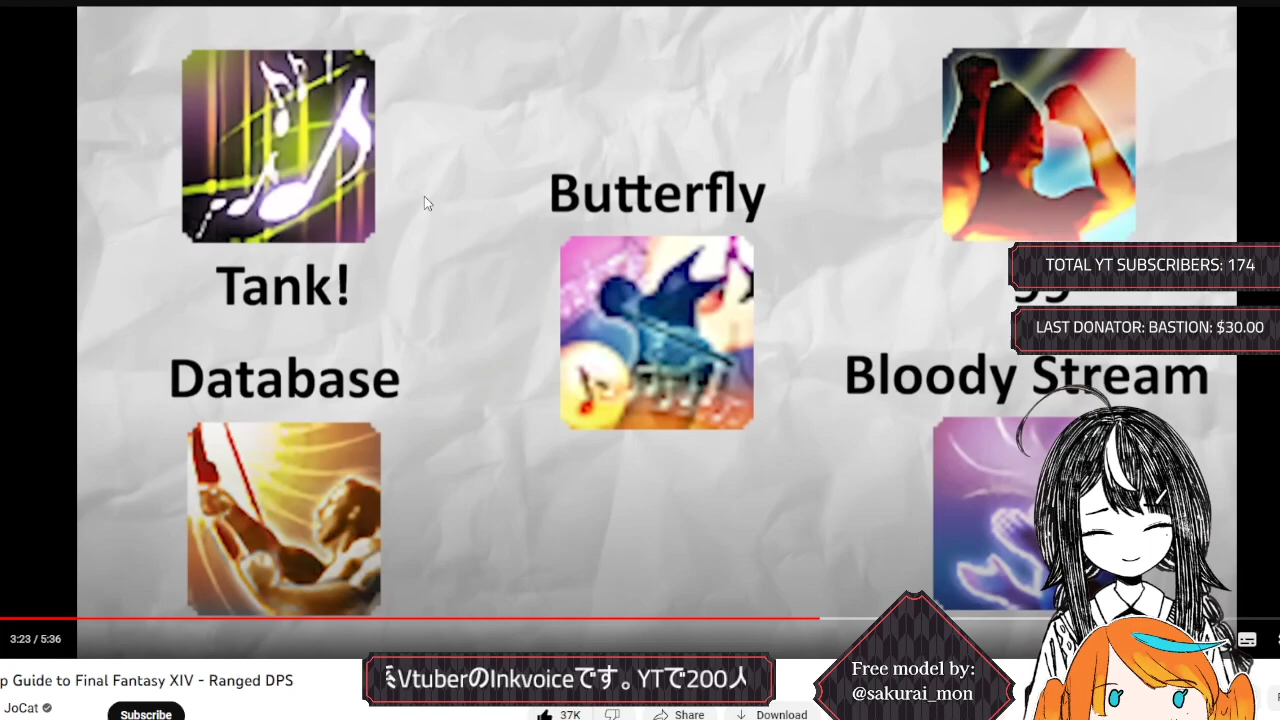 Butterfly
Tank!
TOTAL YT SUBSCRIBERS: 174
LAST DONATOR: BASTION: $30.00
Database
Bloody Stream
3:23 / 5:36
VtuberのInkvoiceです。YTで200人
Free model by:
@sakurai_mon
p Guide to Final Fantasy XIV - Ranged DPS
JoCat
Subscribe
37K
Share
Download